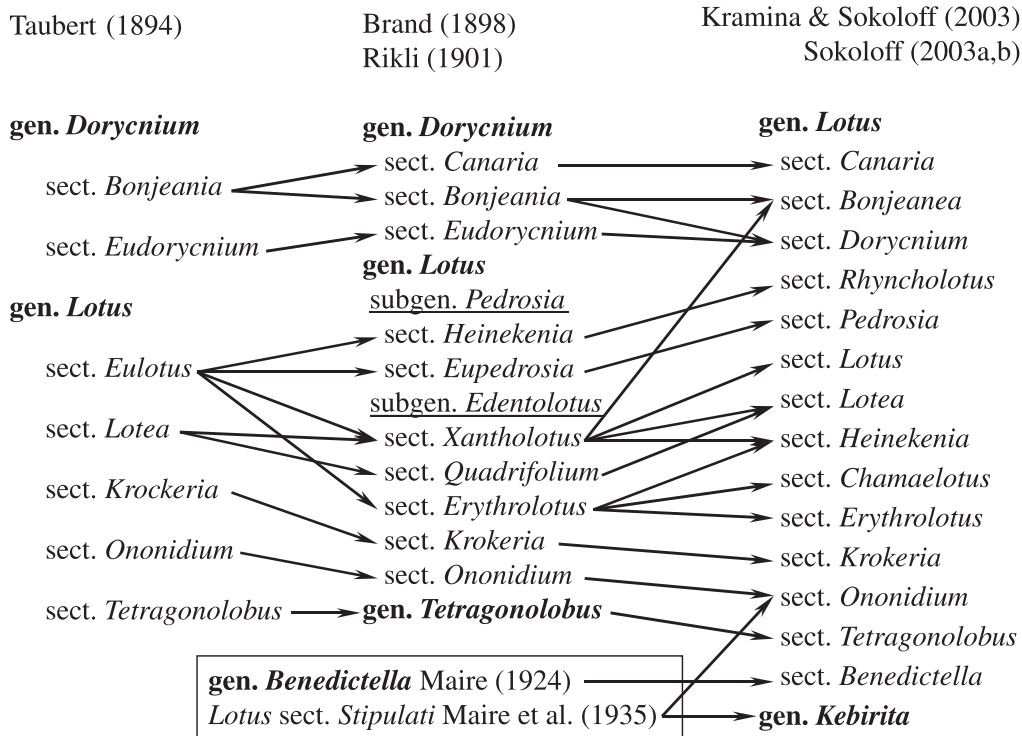 Taubert (1894)
Brand (1898)
Rikli (1901)
Kramina & Sokoloff (2003)
Sokoloff (2003a,b)
gen. Dorycnium
sect. Bonjeania
sect. Eudorycnium
gen. Lotus
sect. Eulotus
sect. Lotea
sect. Krockeria
sect. Ononidium
sect. Tetragonolobus
gen. Dorycnium
sect. Canaria
sect. Bonjeania
sect. Eudorycnium
gen. Lotus
subgen. Pedrosia
sect. Heinekenia
sect. Eupedrosia
subgen. Edentolotus
sect. Xantholotus
sect. Quadrifolium
sect. Erythrolotus
sect. Krokeria
sect. Ononidium
gen. Tetragonolobus
gen. Benedictella Maire (1924)
Lotus sect. Stipulati Maire et al. (1935)
gen. Lotus
sect. Canaria
sect. Bonjeanea
sect. Dorycnium
sect. Rhyncholotus
sect. Pedrosia
sect. Lotus
sect. Lotea
sect. Heinekenia
sect. Chamaelotus
sect. Erythrolotus
sect. Krokeria
sect. Ononidium
sect. Tetragonolobus
sect. Benedictella
gen. Kebirita